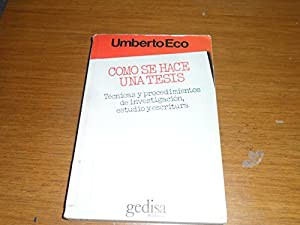 Umberto Eco
COMO SE HACE
UNA TESIS
Técnicas y procedimientos
de investigación,
estudio y escritura
gedisa